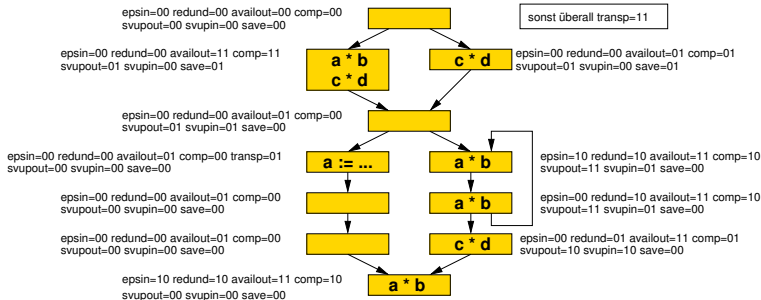 epsin=00 redund=00 availout=00 comp=00
svupout=00 svupin=00 save=00
sonst überall transp=11
epsin=00 redund=00 availout=11 comp=11
svupout=01 svupin=00 save=01
a * b
c * d
c * d
epsin=00 redund=00 availout=01 comp=01
svupout=01 svupin=00 save=01
epsin=00 redund=00 availout=01 comp=00
svupout=01 svupin=00 save=00
epsin=00 redund=00 availout=01 comp=00 transp=01
svupout=00 svupin=00 save=00
a := ...
a * b
epsin=10 redund=10 availout=11 comp=10
svupout=11 svupin=01 save=00
epsin=00 redund=00 availout=01 comp=00
svupout=00 svupin=00 save=00
a * b
epsin=00 redund=10 availout=11 comp=10
svupout=11 svupin=01 save=00
epsin=00 redund=00 availout=01 comp=00
svupout=00 svupin=00 save=00
c * d
epsin=00 redund=01 availout=11 comp=01
svupout=10 svupin=10 save=00
epsin=10 redund=10 availout=11 comp=10
svupout=00 svupin=00 save=00
a * b